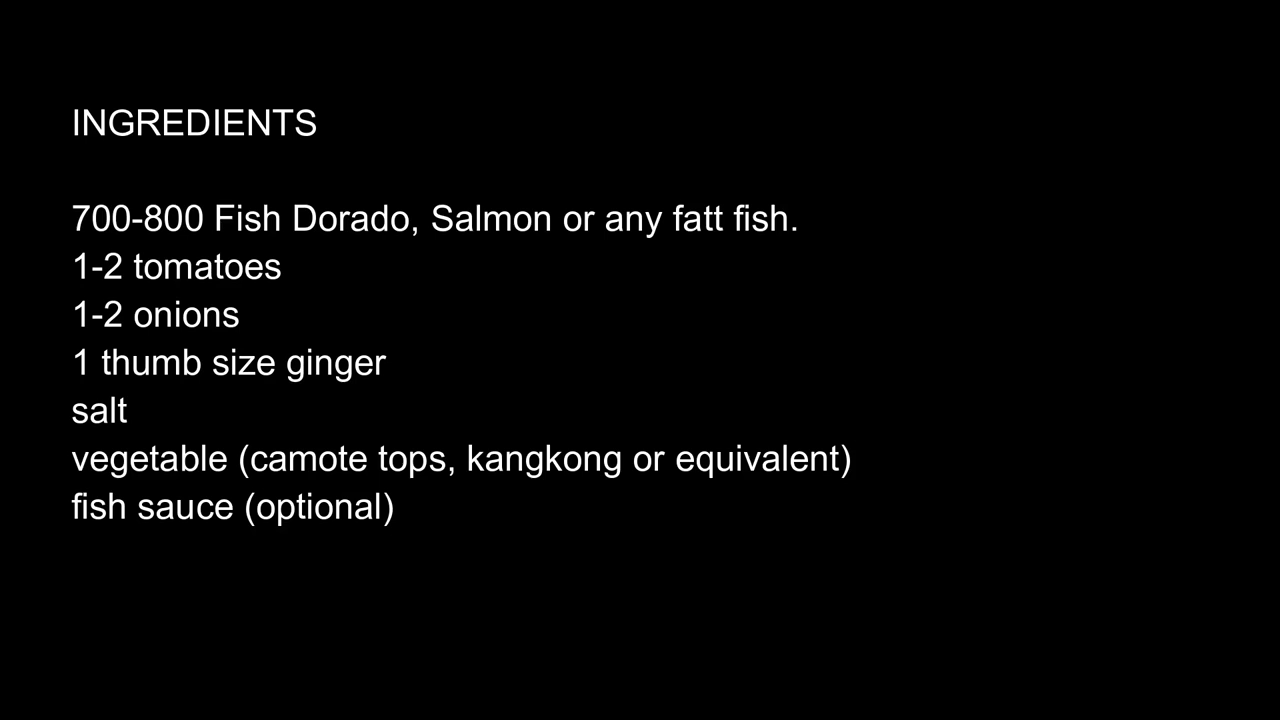 INGREDIENTS
700-800 Fish Dorado, Salmon or any fatt fish.
1-2 tomatoes
1-2 onions
1 thumb size ginger
salt
vegetable (camote tops, kangkong or equivalent)
fish sauce (optional)